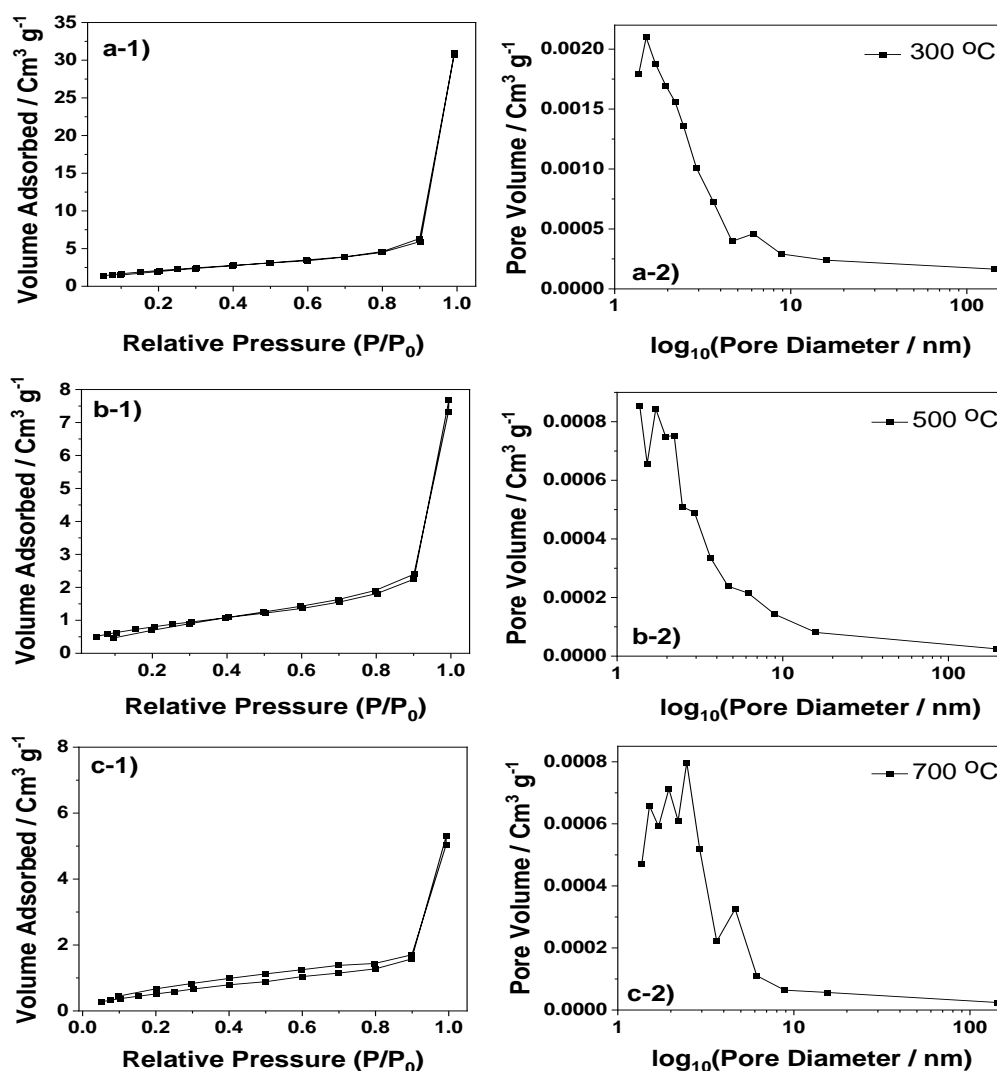 a-1)
Volume Adsorbed / Cm³ g⁻¹
35
30
25
20
15
10
5
0
0.2
0.4
0.6
0.8
1.0
Relative Pressure (P/P₀)
300 ᴼC
a-2)
Pore Volume / Cm³ g⁻¹
0.0020
0.0015
0.0010
0.0005
0.0000
1
10
100
log₁₀(Pore Diameter / nm)
b-1)
Volume Adsorbed / Cm³ g⁻¹
8
7
6
5
4
3
2
1
0
0.2
0.4
0.6
0.8
1.0
Relative Pressure (P/P₀)
500 ᴼC
b-2)
Pore Volume / Cm³ g⁻¹
0.0008
0.0006
0.0004
0.0002
0.0000
1
10
100
log₁₀(Pore Diameter / nm)
c-1)
Volume Adsorbed / Cm³ g⁻¹
8
6
4
2
0
0.0
0.2
0.4
0.6
0.8
1.0
Relative Pressure (P/P₀)
700 ᴼC
c-2)
Pore Volume / Cm³ g⁻¹
0.0008
0.0006
0.0004
0.0002
0.0000
1
10
100
log₁₀(Pore Diameter / nm)